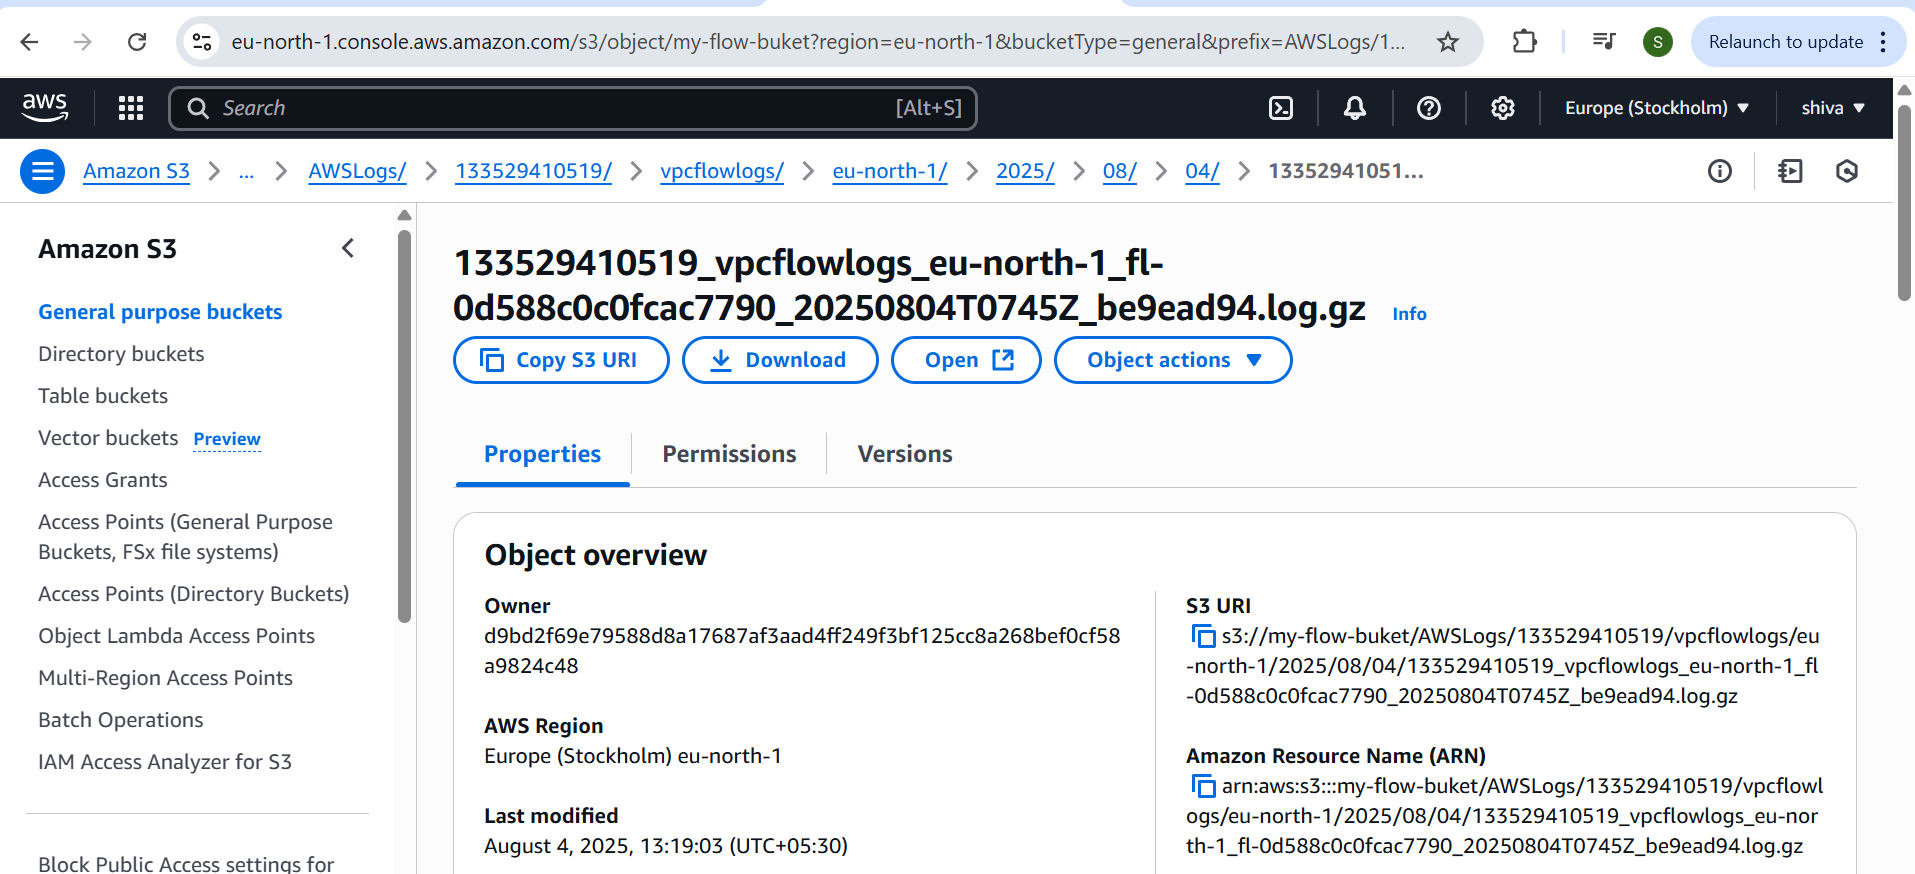 eu-north-1.console.aws.amazon.com/s3/object/my-flow-buket?region=eu-north-1&bucketType=general&prefix=AWSLogs/1...
S
Relaunch to update
aws
Search
[Alt+S]
Europe (Stockholm)
shiva
Amazon S3
...
AWSLogs/
133529410519/
vpcflowlogs/
eu-north-1/
2025/
08/
04/
13352941051...
Amazon S3
General purpose buckets
Directory buckets
Table buckets
Vector buckets Preview
Access Grants
Access Points (General Purpose
Buckets, FSx file systems)
Access Points (Directory Buckets)
Object Lambda Access Points
Multi-Region Access Points
Batch Operations
IAM Access Analyzer for S3
Block Public Access settings for
133529410519_vpcflowlogs_eu-north-1_fl-
0d588c0c0fcac7790_20250804T0745Z_be9ead94.log.gz Info
Copy S3 URI
Download
Open
Object actions
Properties
Permissions
Versions
Object overview
Owner
d9bd2f69e79588d8a17687af3aad4ff249f3bf125cc8a268bef0cf58
a9824c48
AWS Region
Europe (Stockholm) eu-north-1
Last modified
August 4, 2025, 13:19:03 (UTC+05:30)
S3 URI
s3://my-flow-buket/AWSLogs/133529410519/vpcflowlogs/eu
-north-1/2025/08/04/133529410519_vpcflowlogs_eu-north-1_fl
-0d588c0c0fcac7790_20250804T0745Z_be9ead94.log.gz
Amazon Resource Name (ARN)
arn:aws:s3:::my-flow-buket/AWSLogs/133529410519/vpcflowl
ogs/eu-north-1/2025/08/04/133529410519_vpcflowlogs_eu-nor
th-1_fl-0d588c0c0fcac7790_20250804T0745Z_be9ead94.log.gz